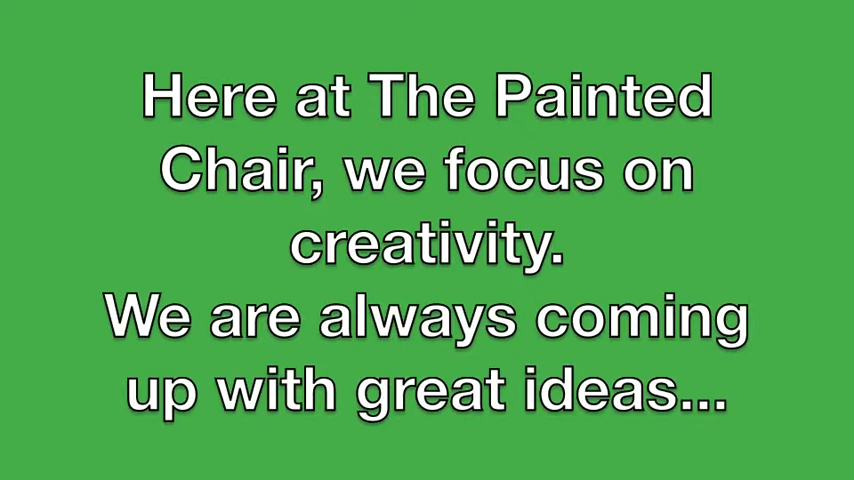 Here at The Painted
Chair, we focus on
creativity.
We are always coming
up with great ideas...